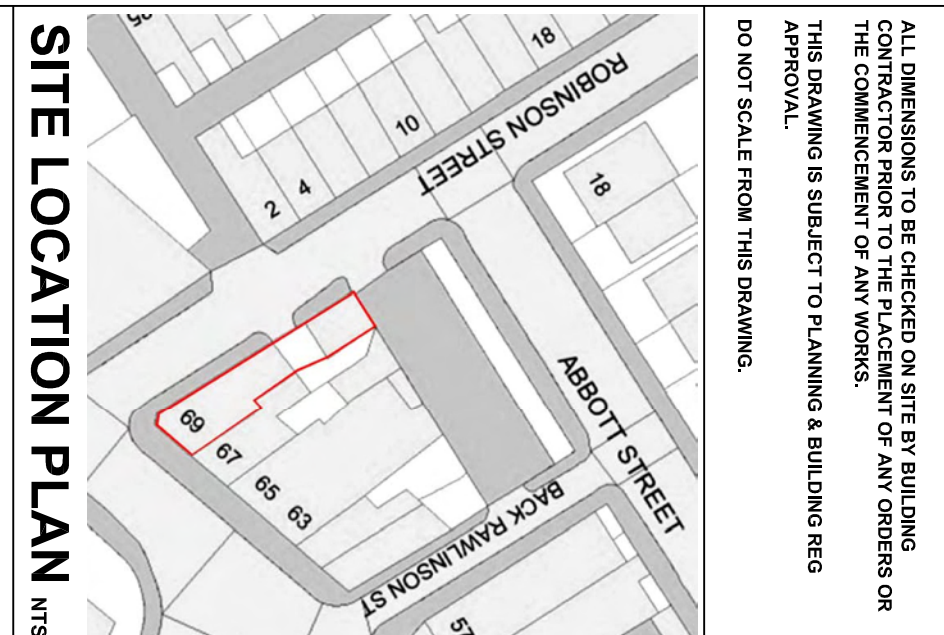 ALL DIMENSIONS TO BE CHECKED ON SITE BY BUILDING
CONTRACTOR PRIOR TO THE PLACEMENT OF ANY ORDERS OR
THE COMMENCEMENT OF ANY WORKS.
THIS DRAWING IS SUBJECT TO PLANNING & BUILDING REG
APPROVAL.
DO NOT SCALE FROM THIS DRAWING.
18
ROBINSON STREET
10
4
2
18
ABBOTT STREET
69
67
65
63
BACK RAWLINSON ST
57
SITE LOCATION PLAN NTS